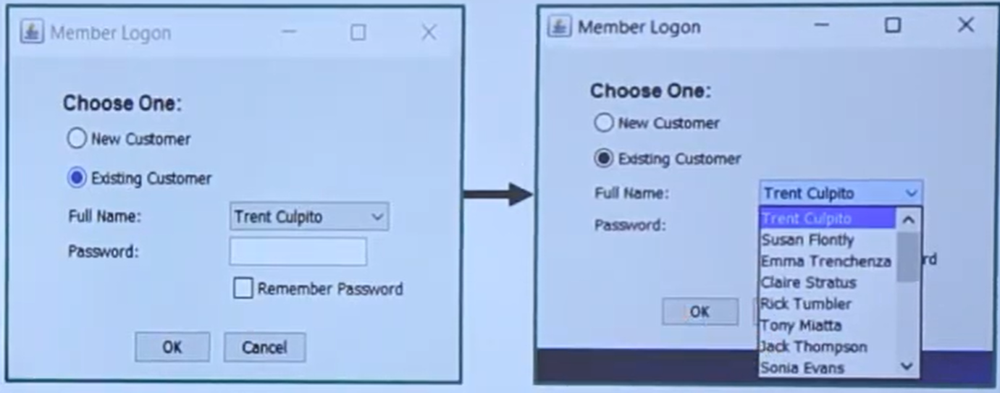 Member Logon
Choose One:
New Customer
Existing Customer
Full Name: Trent Culpito
Password:
Remember Password
OK Cancel
Member Logon
Choose One:
New Customer
Existing Customer
Full Name: Trent Culpito
Trent Culpito
Password:
Susan Flontly
Emma Trenchenza
rd
Claire Stratus
Rick Tumbler
OK
Tony Miatta
Jack Thompson
Sonia Evans